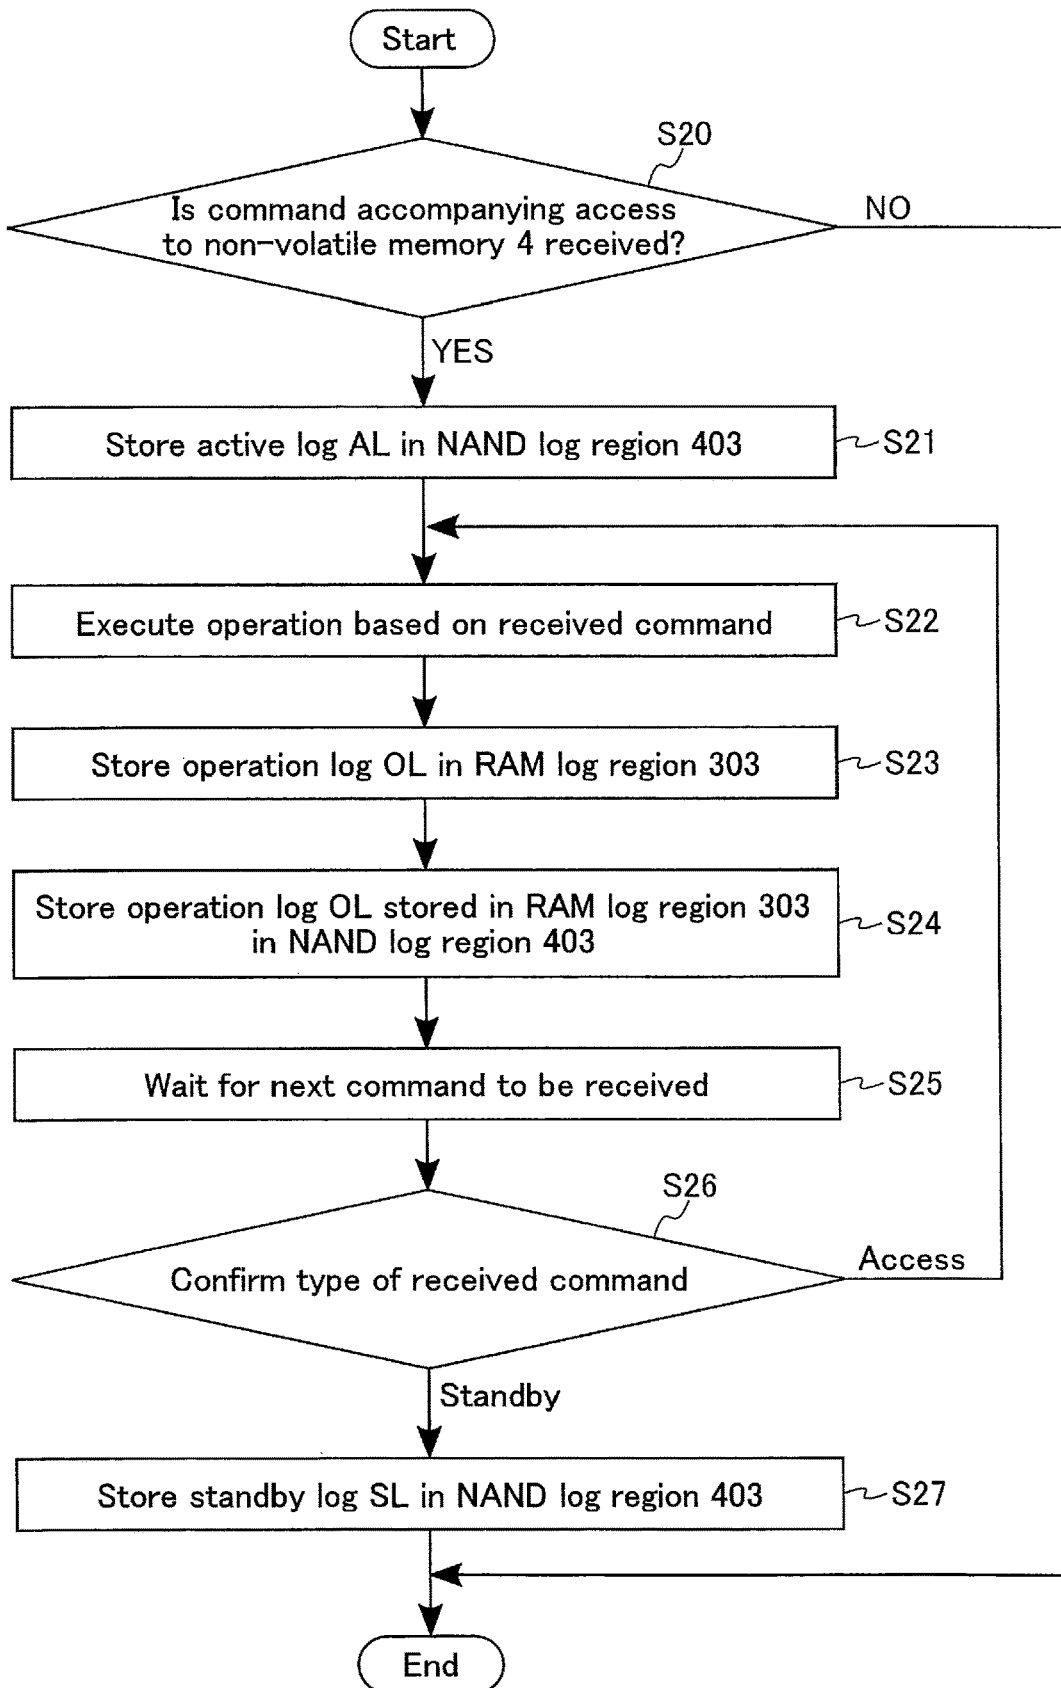 Start
S20
Is command accompanying access
to non-volatile memory 4 received?
NO
YES
Store active log AL in NAND log region 403
S21
Execute operation based on received command
S22
Store operation log OL in RAM log region 303
S23
Store operation log OL stored in RAM log region 303
in NAND log region 403
S24
Wait for next command to be received
S25
S26
Confirm type of received command
Access
Standby
Store standby log SL in NAND log region 403
S27
End